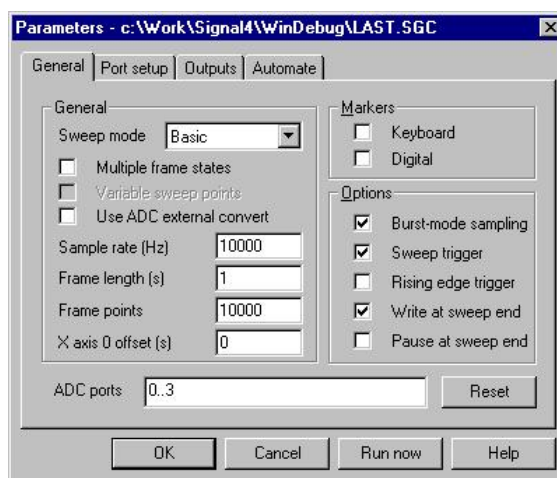 Parameters - c:\Work\Signal4\WinDebug\LAST.SGC
General Port setup Outputs Automate
General
Sweep mode Basic
Multiple frame states
Variable sweep points
Use ADC external convert
Sample rate (Hz) 10000
Frame length (s) 1
Frame points 10000
X axis 0 offset (s) 0
Markers
Keyboard
Digital
Options
Burst-mode sampling
Sweep trigger
Rising edge trigger
Write at sweep end
Pause at sweep end
ADC ports 0..3 Reset
OK Cancel Run now Help